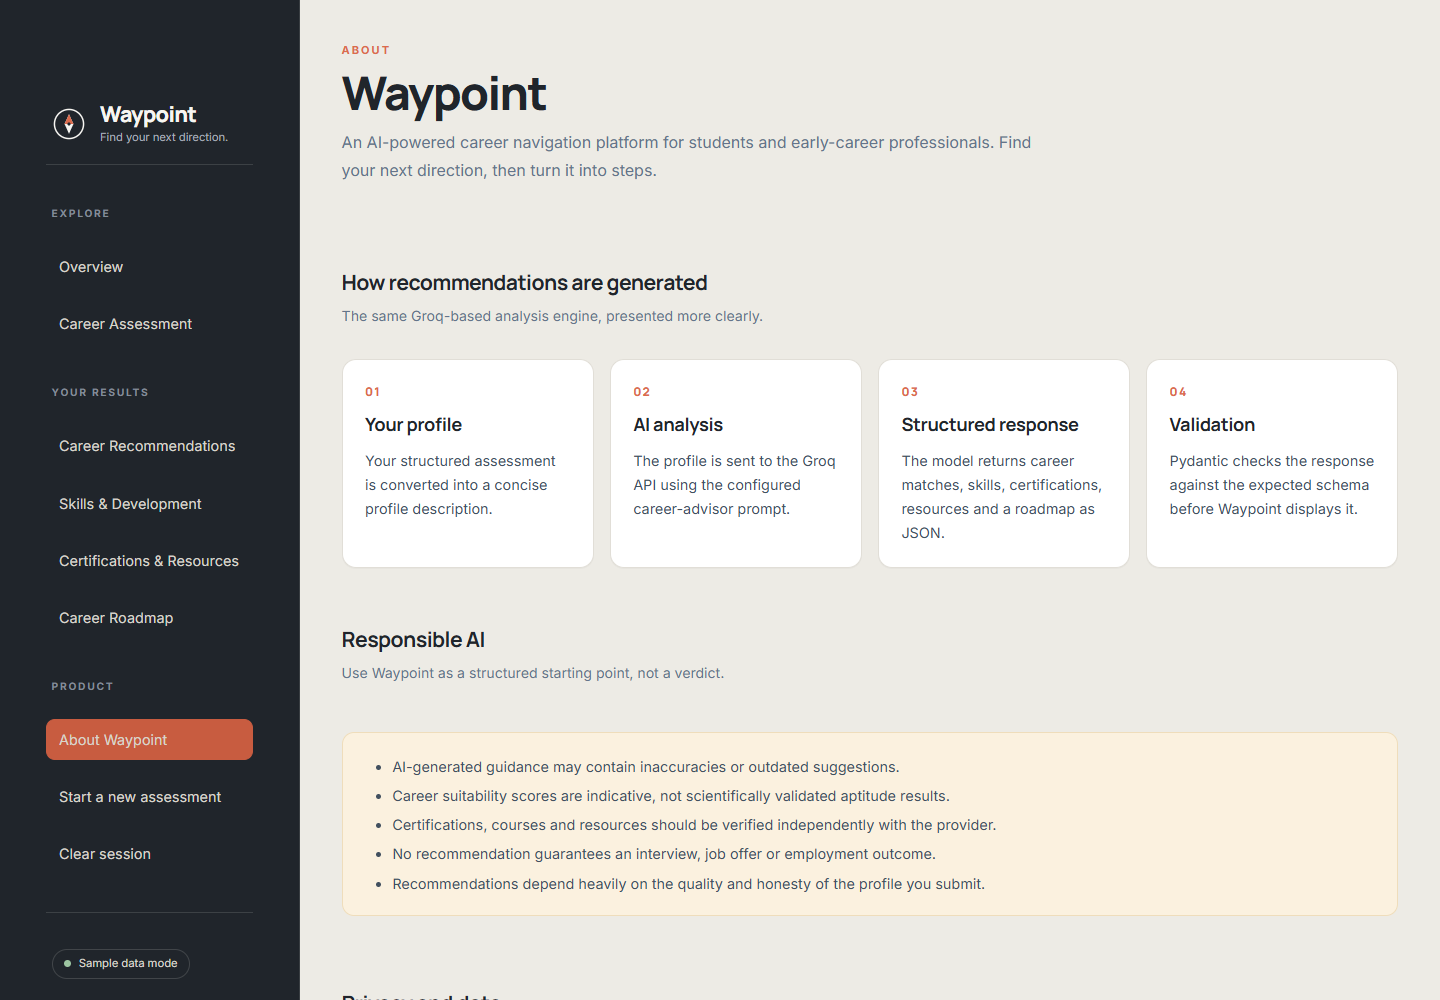 Waypoint
Find your next direction.
EXPLORE
Overview
Career Assessment
YOUR RESULTS
Career Recommendations
Skills & Development
Certifications & Resources
Career Roadmap
PRODUCT
About Waypoint
Start a new assessment
Clear session
Sample data mode
ABOUT
Waypoint
An AI-powered career navigation platform for students and early-career professionals. Find
your next direction, then turn it into steps.
How recommendations are generated
The same Groq-based analysis engine, presented more clearly.
01
Your profile
Your structured assessment
is converted into a concise
profile description.
02
AI analysis
The profile is sent to the Groq
API using the configured
career-advisor prompt.
03
Structured response
The model returns career
matches, skills, certifications,
resources and a roadmap as
JSON.
04
Validation
Pydantic checks the response
against the expected schema
before Waypoint displays it.
Responsible AI
Use Waypoint as a structured starting point, not a verdict.
• AI-generated guidance may contain inaccuracies or outdated suggestions.
• Career suitability scores are indicative, not scientifically validated aptitude results.
• Certifications, courses and resources should be verified independently with the provider.
• No recommendation guarantees an interview, job offer or employment outcome.
• Recommendations depend heavily on the quality and honesty of the profile you submit.
Privacy and data